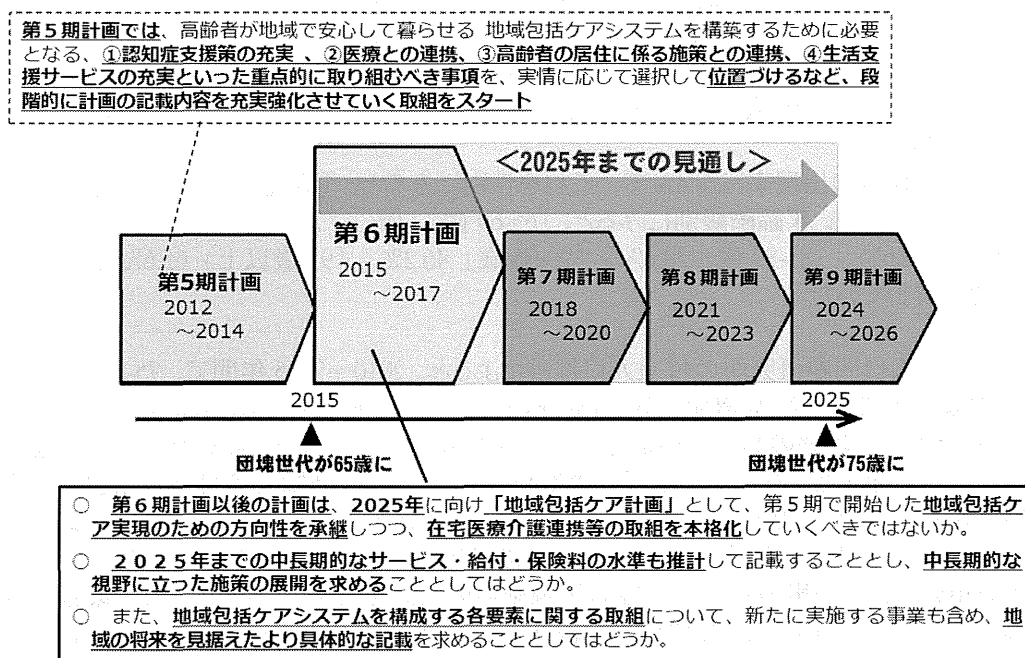 第5期計画では、高齢者が地域で安心して暮らせる 地域包括ケアシステムを構築するために必要
となる、①認知症支援策の充実 、②医療との連携、③高齢者の居住に係る施策との連携、④生活支
援サービスの充実といった重点的に取り組むべき事項を、実情に応じて選択して位置づけるなど、段
階的に計画の記載内容を充実強化させていく取組をスタート
＜2025年までの見通し＞
第5期計画
2012
～2014
第６期計画
2015
～2017
第７期計画
2018
～2020
第８期計画
2021
～2023
第９期計画
2024
～2026
2015
2025
団塊世代が65歳に
団塊世代が75歳に
○ 第６期計画以後の計画は、2025年に向け「地域包括ケア計画」として、第５期で開始した地域包括ケ
ア実現のための方向性を承継しつつ、在宅医療介護連携等の取組を本格化していくべきではないか。
○ ２０２５年までの中長期的なサービス・給付・保険料の水準も推計して記載することとし、中長期的な
視野に立った施策の展開を求めることとしてはどうか。
○ また、地域包括ケアシステムを構成する各要素に関する取組について、新たに実施する事業も含め、地
域の将来を見据えたより具体的な記載を求めることとしてはどうか。